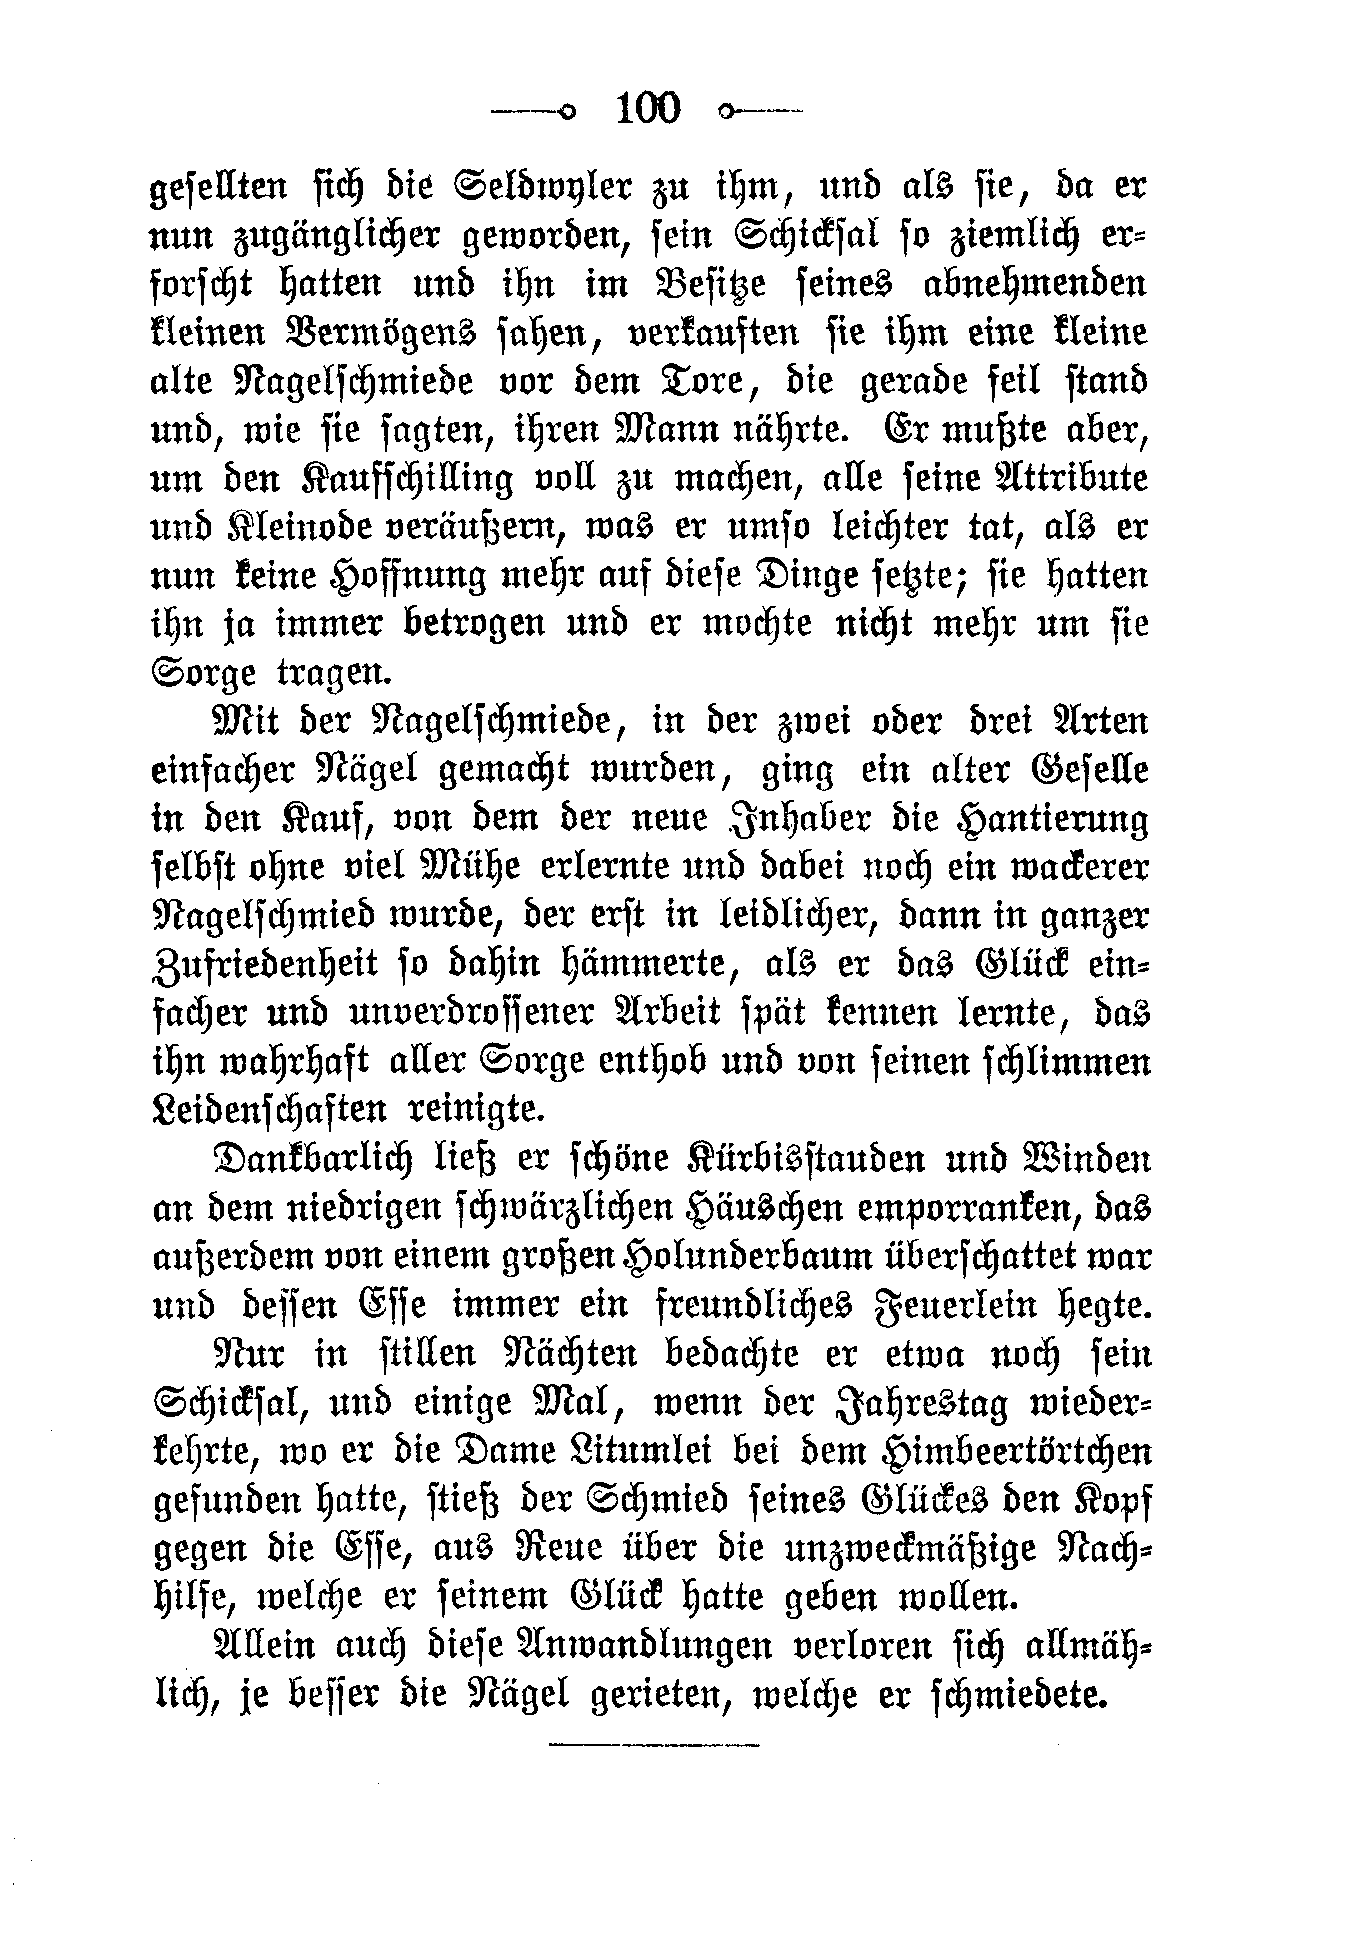 100
gesellten sich die Seldwyler zu ihm, und als sie, da er
nun zugänglicher geworden, sein Schicksal so ziemlich er-
forscht hatten und ihn im Besitze seines abnehmenden
kleinen Vermögens sahen, verkauften sie ihm eine kleine
alte Nagelschmiede vor dem Tore, die gerade feil stand
und, wie sie sagten, ihren Mann nährte. Er mußte aber,
um den Kaufschilling voll zu machen, alle seine Attribute
und Kleinode veräußern, was er umso leichter tat, als er
nun keine Hoffnung mehr auf diese Dinge setzte; sie hatten
ihn ja immer betrogen und er mochte nicht mehr um sie
Sorge tragen.
Mit der Nagelschmiede, in der zwei oder drei Arten
einfacher Nägel gemacht wurden, ging ein alter Geselle
in den Kauf, von dem der neue Inhaber die Hantierung
selbst ohne viel Mühe erlernte und dabei noch ein wackerer
Nagelschmied wurde, der erst in leidlicher, dann in ganzer
Zufriedenheit so dahin hämmerte, als er das Glück ein-
facher und unverdrossener Arbeit spät kennen lernte, das
ihn wahrhaft aller Sorge enthob und von seinen schlimmen
Leidenschaften reinigte.
Dankbarlich ließ er schöne Kürbisstauden und Winden
an dem niedrigen schwärzlichen Häuschen emporranken, das
außerdem von einem großen Holunderbaum überschattet war
und dessen Esse immer ein freundliches Feuerlein hegte.
Nur in stillen Nächten bedachte er etwa noch sein
Schicksal, und einige Mal, wenn der Jahrestag wieder-
kehrte, wo er die Dame Litumlei bei dem Himbeertörtchen
gefunden hatte, stieß der Schmied seines Glückes den Kopf
gegen die Esse, aus Reue über die unzweckmäßige Nach-
hilfe, welche er seinem Glück hatte geben wollen.
Allein auch diese Anwandlungen verloren sich allmäh-
lich, je besser die Nägel gerieten, welche er schmiedete.